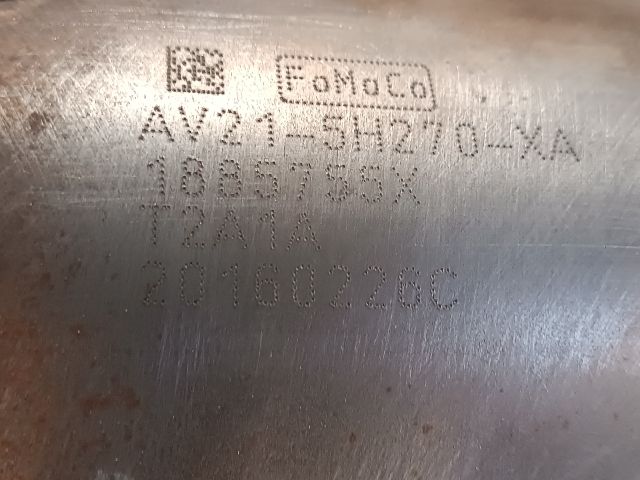 FoMoCo
AV21-5H270-XA
1885755X
T2A1A
20160226C